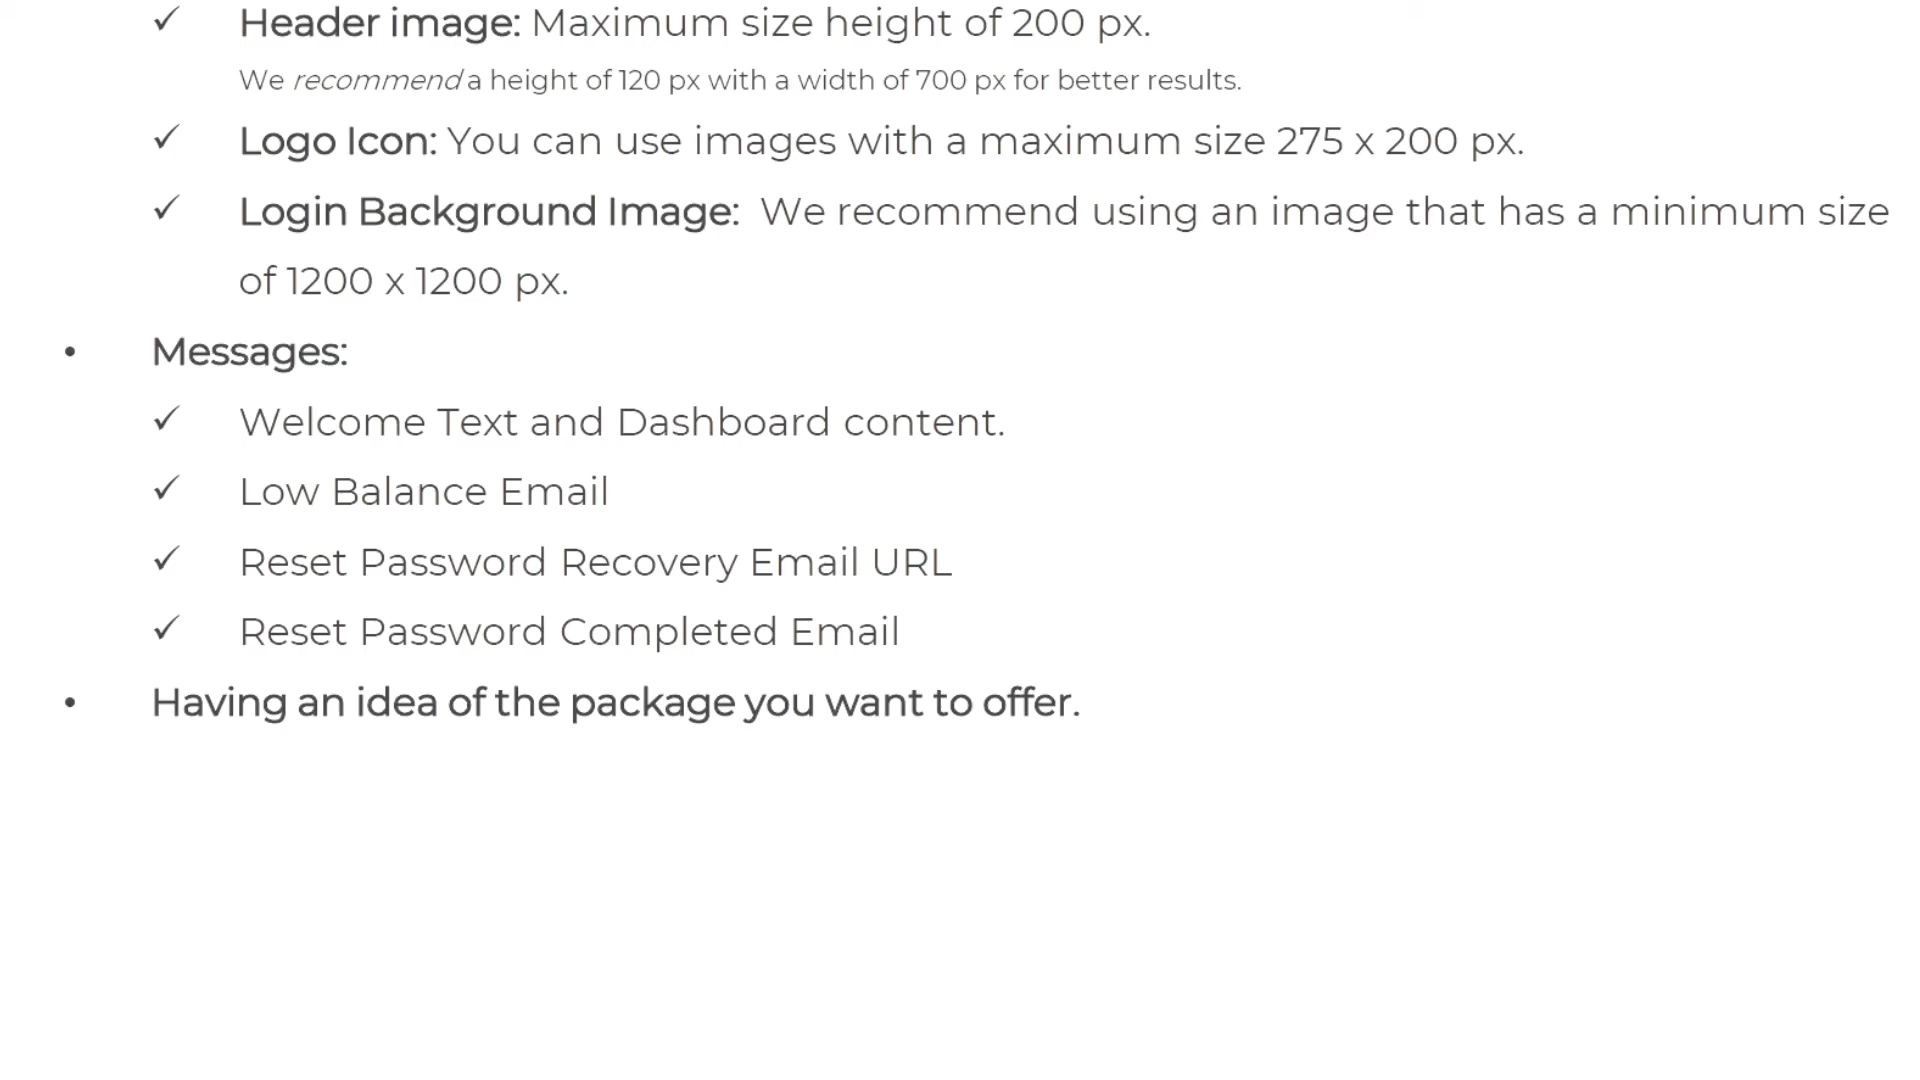 ✓ Header image: Maximum size height of 200 px.
We recommend a height of 120 px with a width of 700 px for better results.
✓ Logo Icon: You can use images with a maximum size 275 x 200 px.
✓ Login Background Image: We recommend using an image that has a minimum size
of 1200 x 1200 px.
• Messages:
✓ Welcome Text and Dashboard content.
✓ Low Balance Email
✓ Reset Password Recovery Email URL
✓ Reset Password Completed Email
• Having an idea of the package you want to offer.